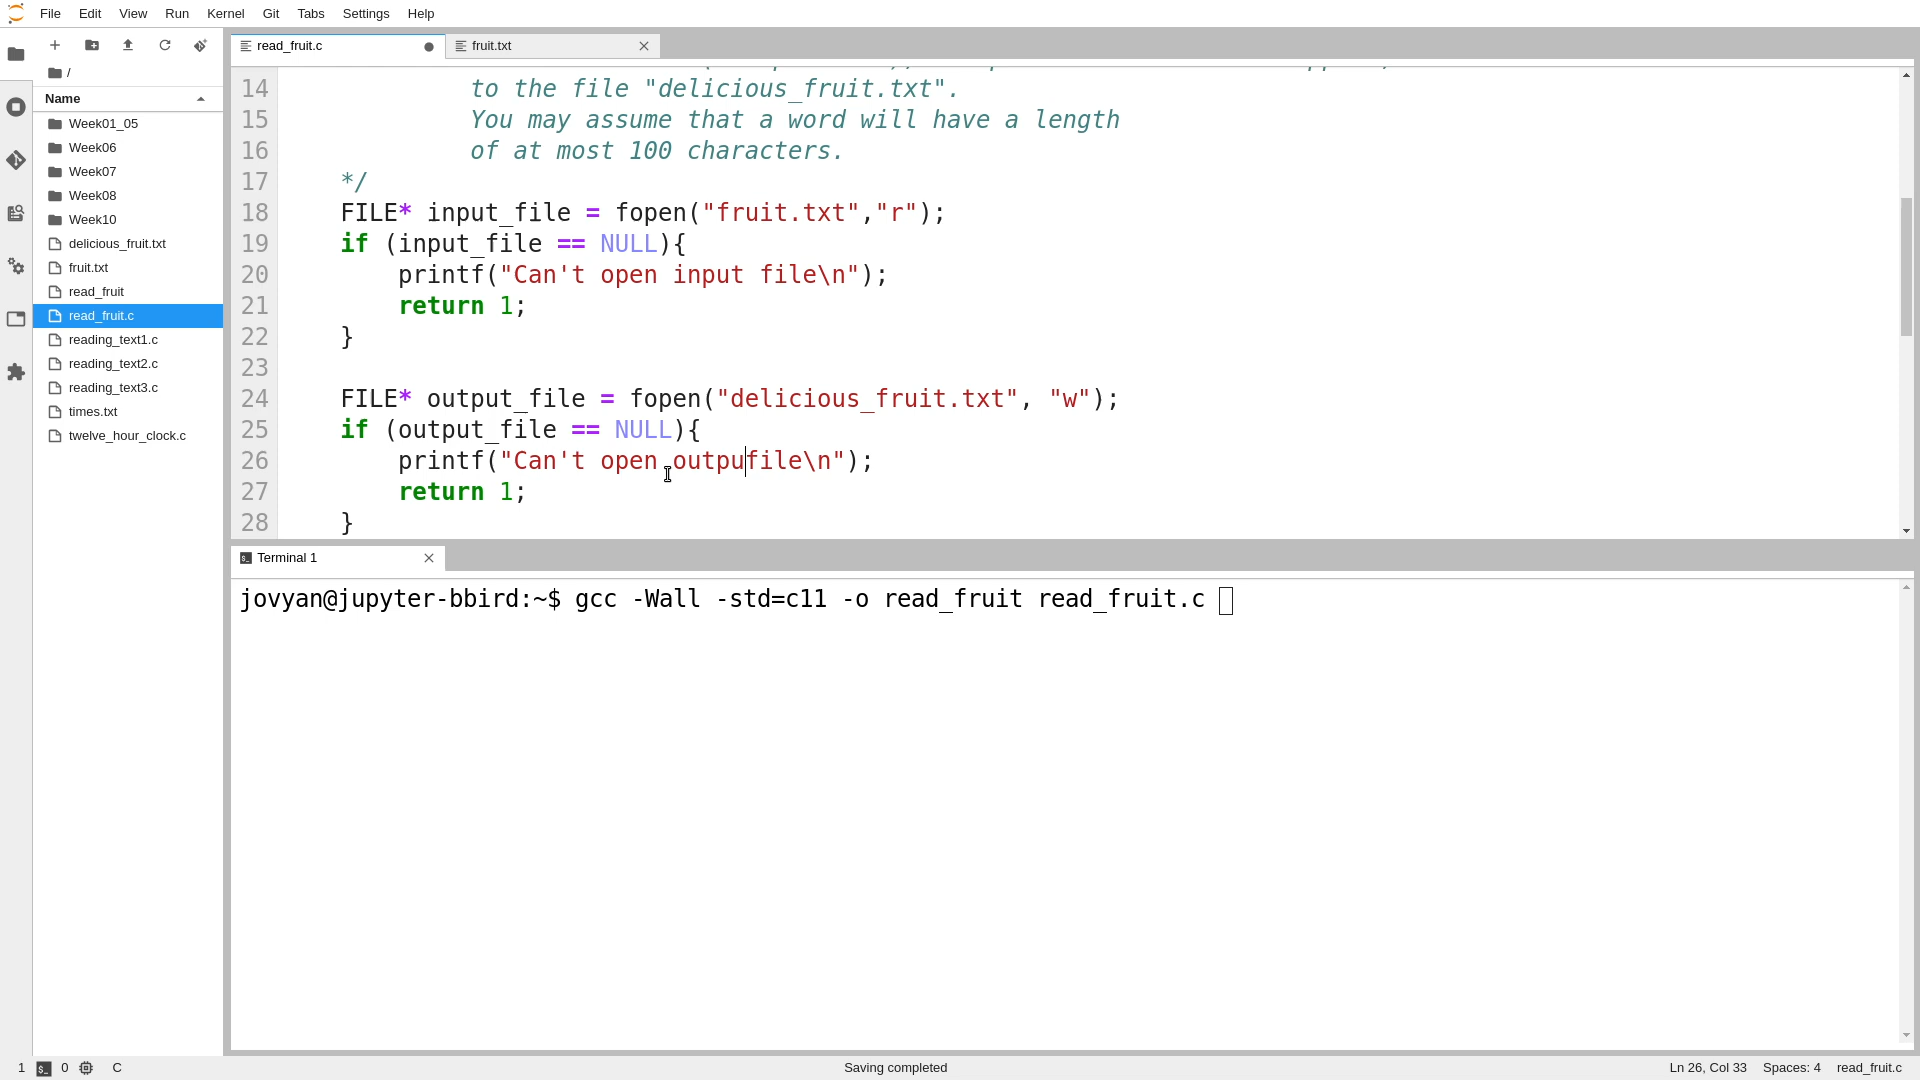 File Edit View Run Kernel Git Tabs Settings Help
read_fruit.c
fruit.txt
/
Name
Week01_05
Week06
Week07
Week08
Week10
delicious_fruit.txt
fruit.txt
read_fruit
read_fruit.c
reading_text1.c
reading_text2.c
reading_text3.c
times.txt
twelve_hour_clock.c
14 to the file "delicious_fruit.txt".
15 You may assume that a word will have a length
16 of at most 100 characters.
17 */
18 FILE* input_file = fopen("fruit.txt","r");
19 if (input_file == NULL){
20 printf("Can't open input file\n");
21 return 1;
22 }
23
24 FILE* output_file = fopen("delicious_fruit.txt", "w");
25 if (output_file == NULL){
26 printf("Can't open outpufile\n");
27 return 1;
28 }
Terminal 1
jovyan@jupyter-bbird:~$ gcc -Wall -std=c11 -o read_fruit read_fruit.c
1 0 C Saving completed Ln 26, Col 33 Spaces: 4 read_fruit.c